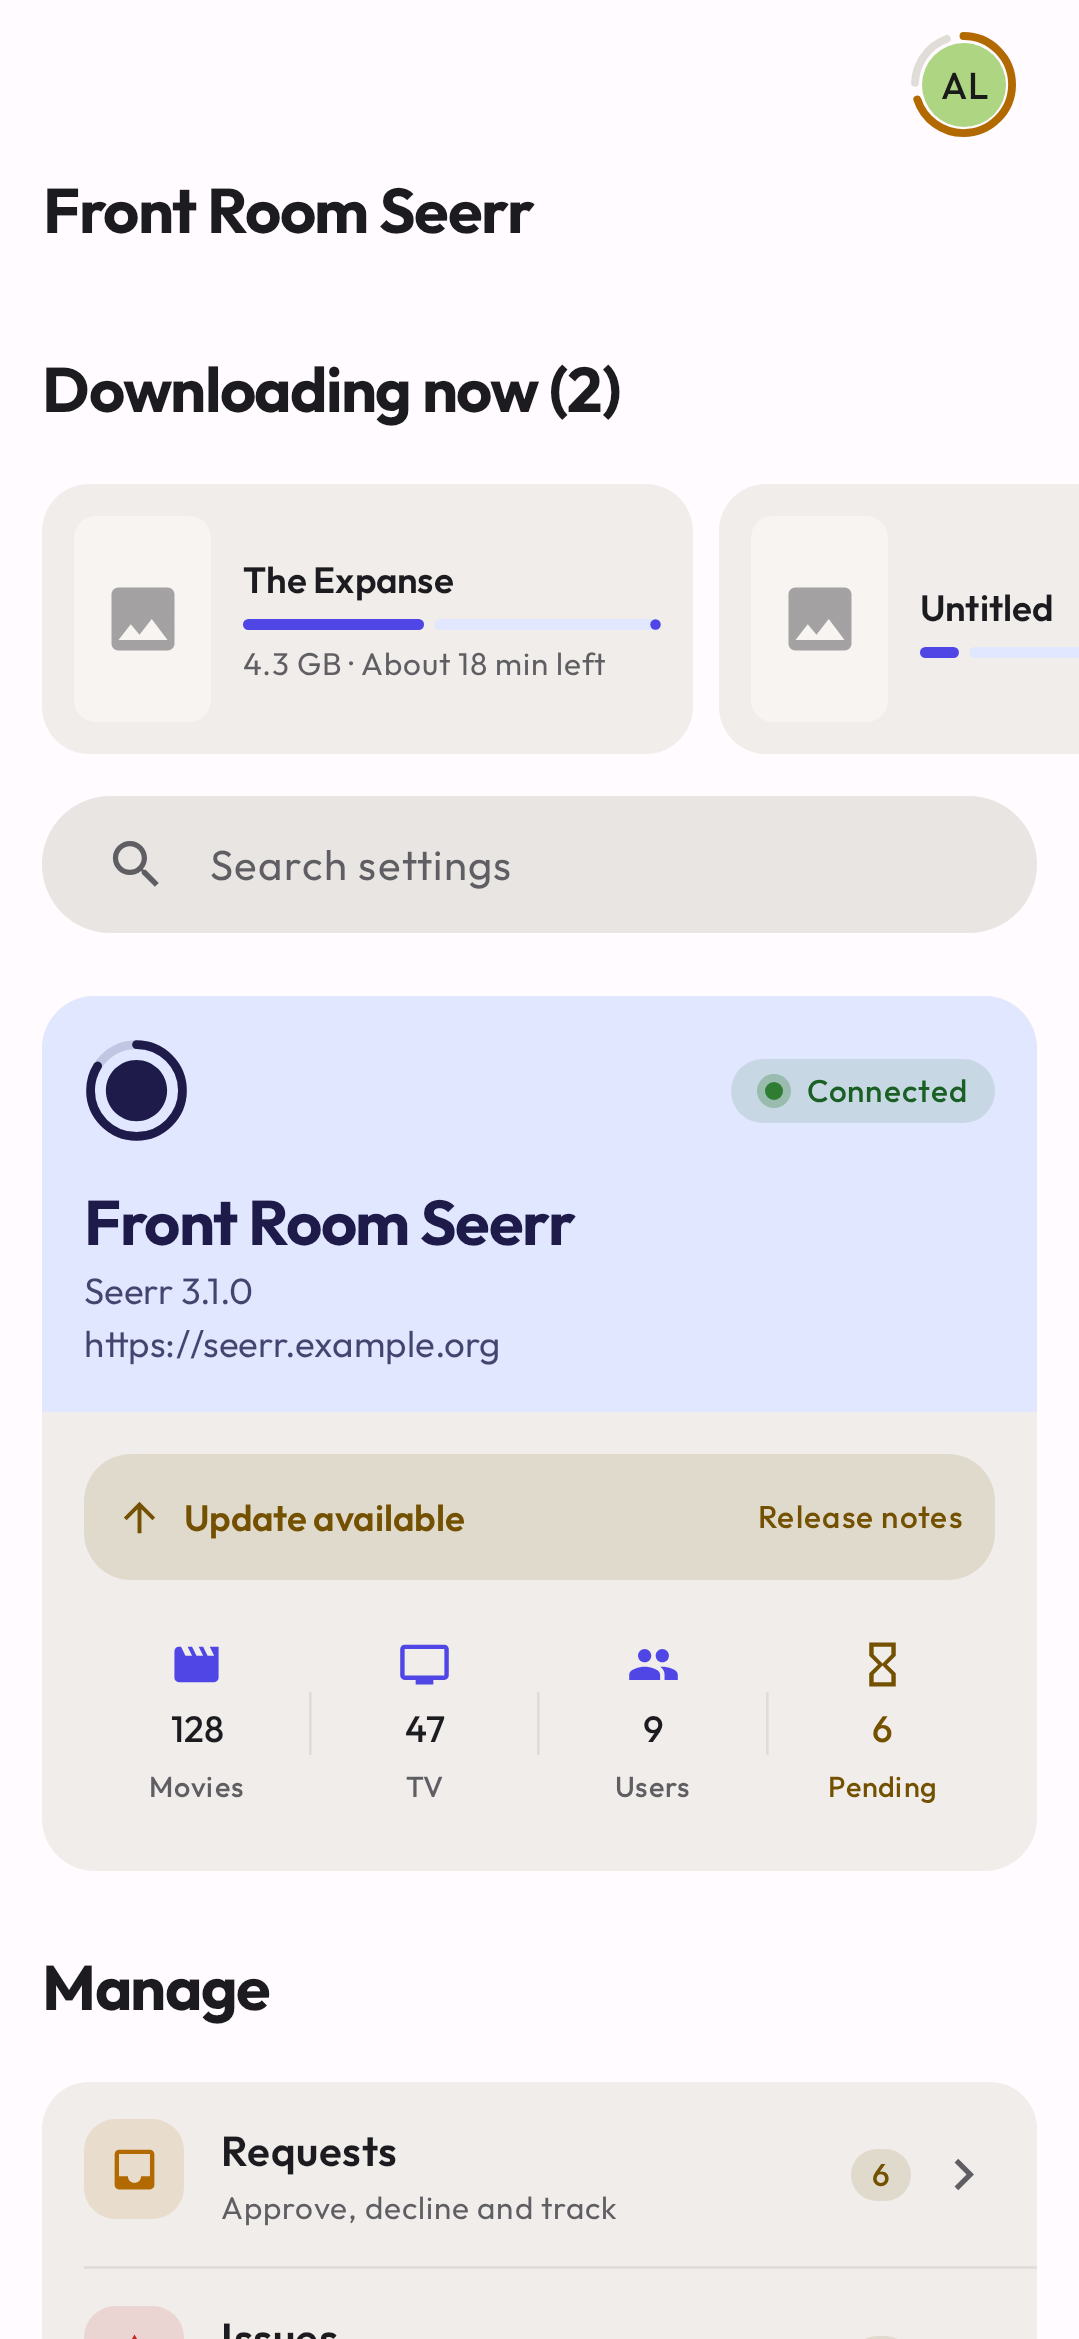 AL
Front Room Seerr
Downloading now (2)
The Expanse
4.3 GB · About 18 min left
Untitled
Search settings
Connected
Front Room Seerr
Seerr 3.1.0
https://seerr.example.org
Update available
Release notes
128
Movies
47
TV
9
Users
6
Pending
Manage
Requests
Approve, decline and track
6
Issues